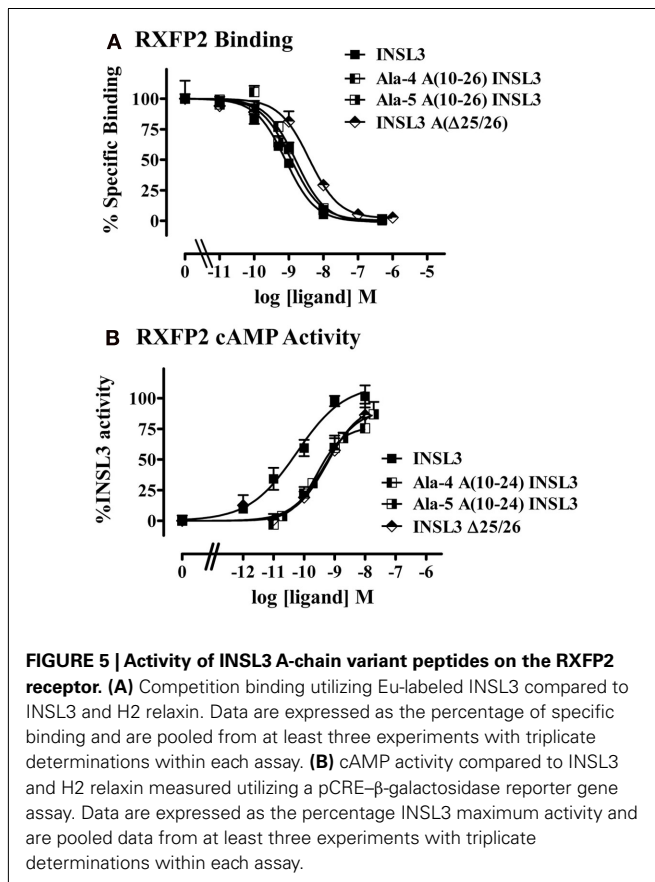 A RXFP2 Binding
INSL3
Ala-4 A(10-26) INSL3
Ala-5 A(10-26) INSL3
INSL3 A(Δ25/26)
% Specific Binding
100
75
50
25
0
0 -11 -10 -9 -8 -7 -6 -5
log [ligand] M
B RXFP2 cAMP Activity
%INSL3 activity
100
75
50
25
0
INSL3
Ala-4 A(10-24) INSL3
Ala-5 A(10-24) INSL3
INSL3 Δ25/26
0 -12 -11 -10 -9 -8 -7 -6
log [ligand] M
FIGURE 5 | Activity of INSL3 A-chain variant peptides on the RXFP2
receptor. (A) Competition binding utilizing Eu-labeled INSL3 compared to
INSL3 and H2 relaxin. Data are expressed as the percentage of specific
binding and are pooled from at least three experiments with triplicate
determinations within each assay. (B) cAMP activity compared to INSL3
and H2 relaxin measured utilizing a pCRE–β-galactosidase reporter gene
assay. Data are expressed as the percentage INSL3 maximum activity and
are pooled data from at least three experiments with triplicate
determinations within each assay.